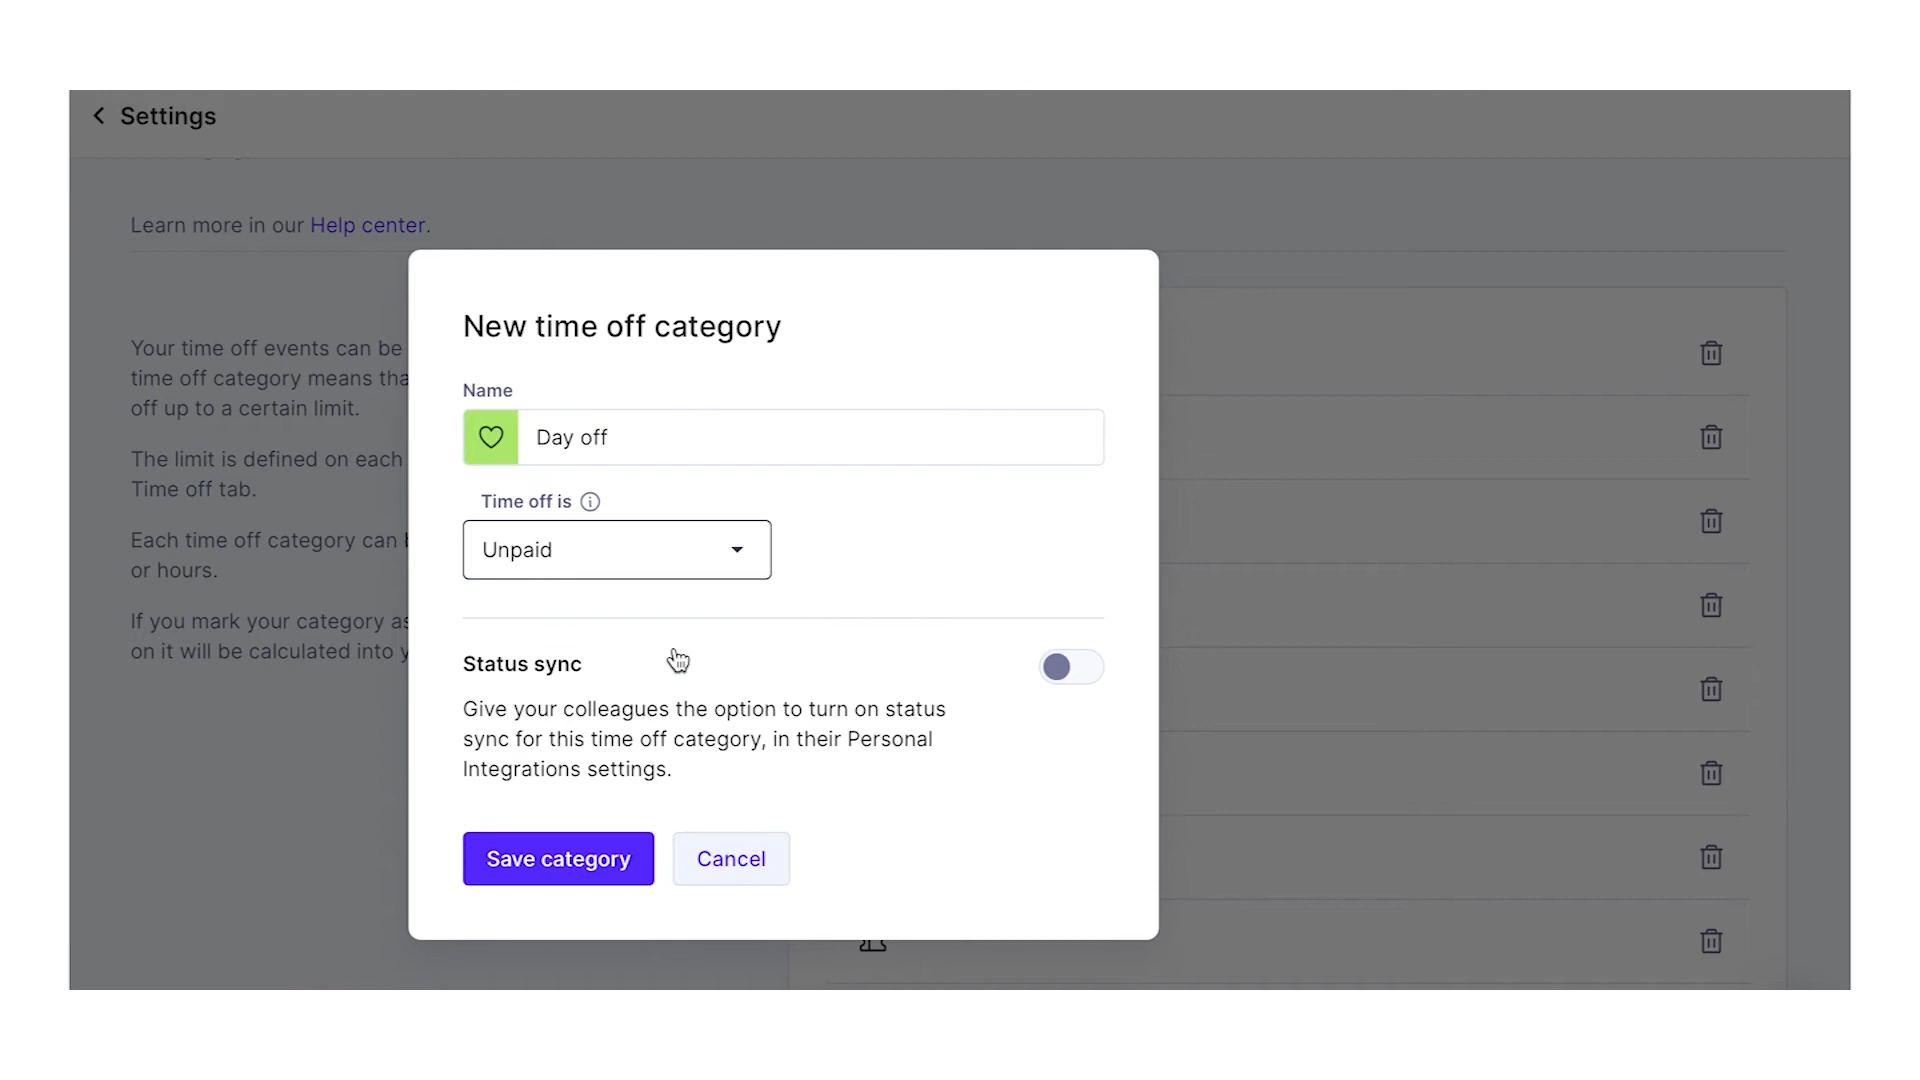 Settings
Learn more in our Help center.
Your time off events can be
time off category means tha
off up to a certain limit.
The limit is defined on each
Time off tab.
Each time off category can
or hours.
If you mark your category as
on it will be calculated into
New time off category
Name
Day off
Time off is
Unpaid
Status sync
Give your colleagues the option to turn on status
sync for this time off category, in their Personal
Integrations settings.
Save category
Cancel